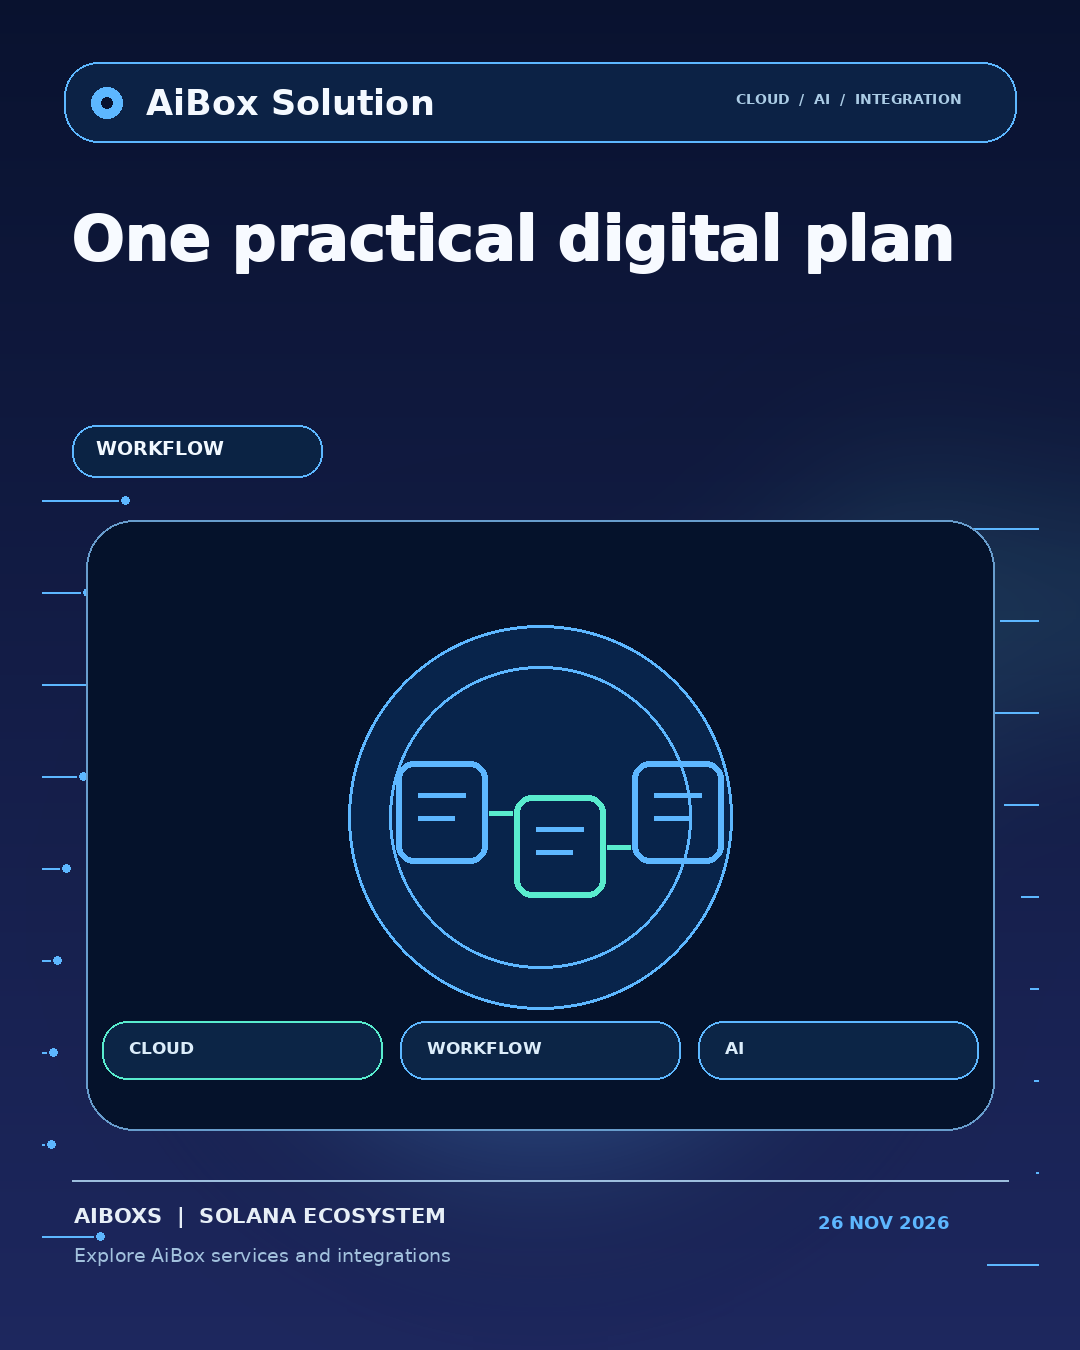 AiBox Solution
CLOUD / AI / INTEGRATION
One practical digital plan
WORKFLOW
CLOUD
WORKFLOW
AI
AIBOXS | SOLANA ECOSYSTEM
26 NOV 2026
Explore AiBox services and integrations